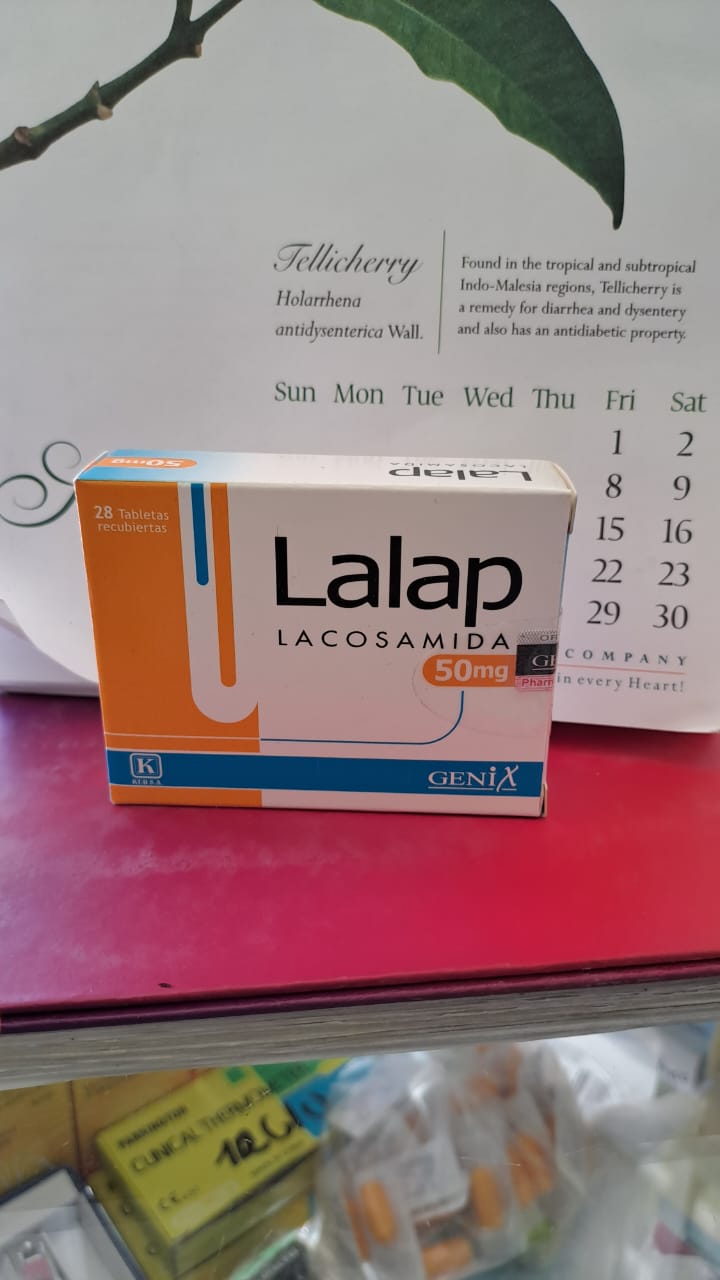 Tellicherry
Holarrhena
antidysenterica Wall.
Found in the tropical and subtropical
Indo-Malesia regions, Tellicherry is
a remedy for diarrhea and dysentery
and also has an antidiabetic property.
Sun Mon Tue Wed Thu Fri Sat
1 2
8 9
15 16
22 23
29 30
COMPANY
in every Heart!
50mg
Lalap
LACOSAMIDA
28 Tabletas
recubiertas
Lalap
LACOSAMIDA
50mg
Pharm
K
GENiX
CLINICAL
CE